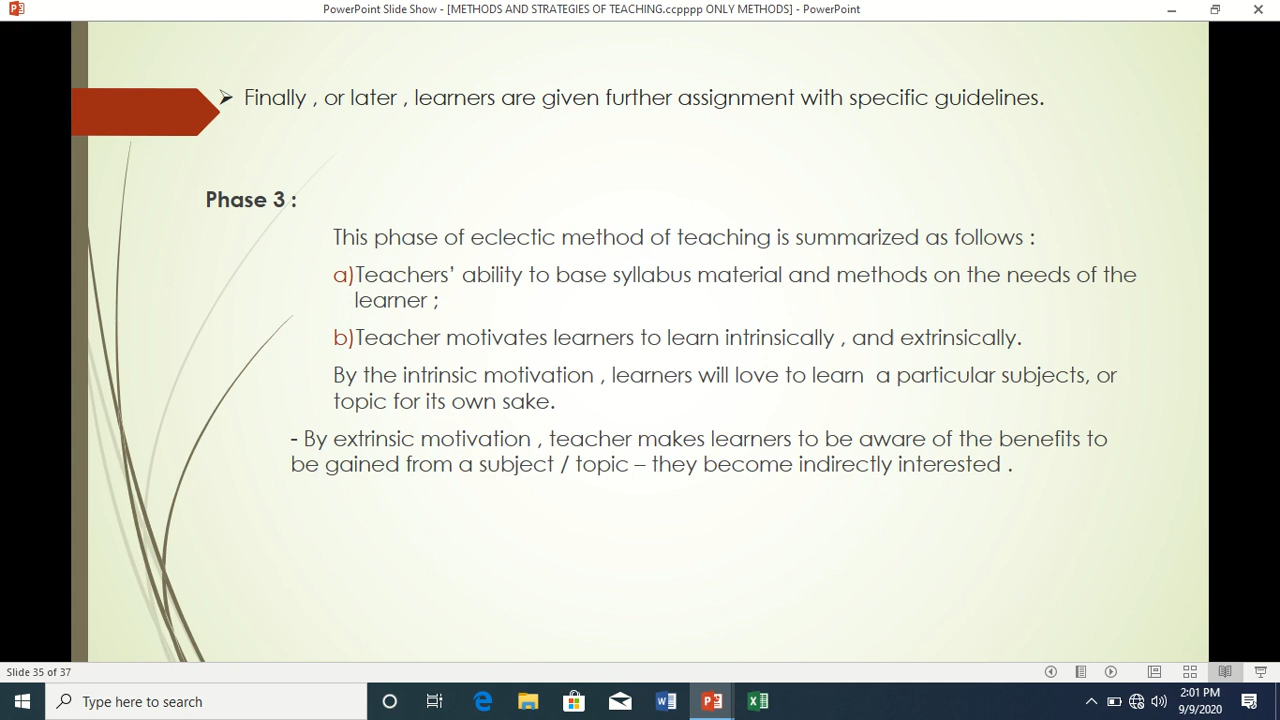 PowerPoint Slide Show - [METHODS AND STRATEGIES OF TEACHING.ccpppp ONLY METHODS] - PowerPoint
Finally , or later , learners are given further assignment with specific guidelines.
Phase 3 :
This phase of eclectic method of teaching is summarized as follows :
a)Teachers’ ability to base syllabus material and methods on the needs of the
learner ;
b)Teacher motivates learners to learn intrinsically , and extrinsically.
By the intrinsic motivation , learners will love to learn a particular subjects, or
topic for its own sake.
- By extrinsic motivation , teacher makes learners to be aware of the benefits to
be gained from a subject / topic – they become indirectly interested .
Slide 35 of 37
Type here to search
2:01 PM
9/9/2020